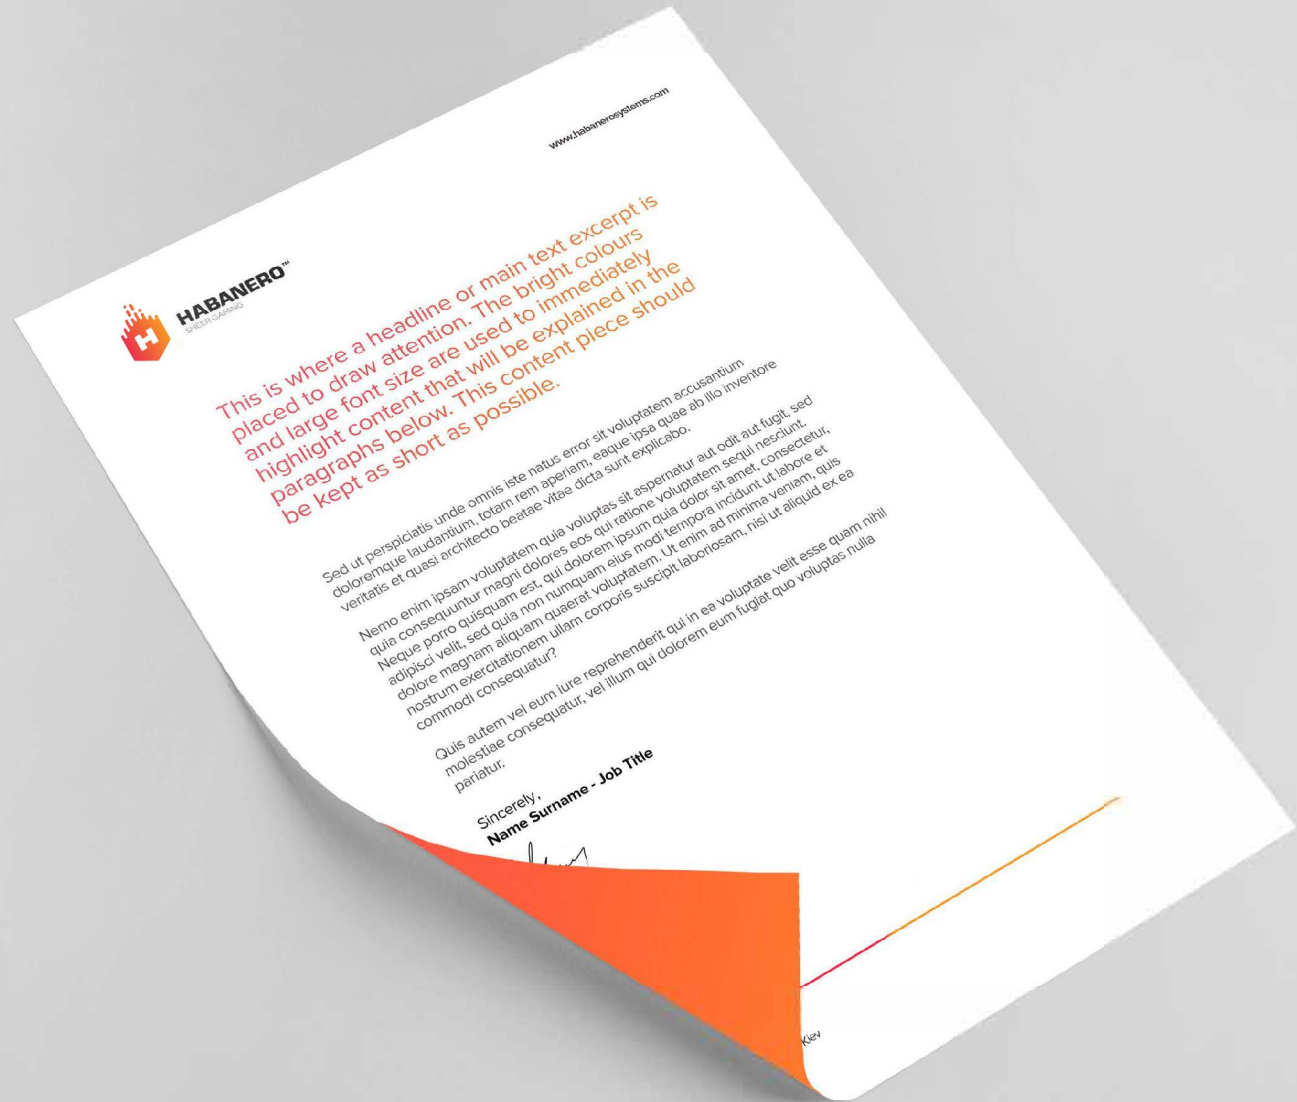 www.habanerosystems.com
HABANERO™
SHEER GAMING
This is where a headline or main text excerpt is
placed to draw attention. The bright colours
and large font size are used to immediately
highlight content that will be explained in the
paragraphs below. This content piece should
be kept as short as possible.
Sed ut perspiciatis unde omnis iste natus error sit voluptatem accusantium
doloremque laudantium, totam rem aperiam, eaque ipsa quae ab illo inventore
veritatis et quasi architecto beatae vitae dicta sunt explicabo.
Nemo enim ipsam voluptatem quia voluptas sit aspernatur aut odit aut fugit, sed
quia consequuntur magni dolores eos qui ratione voluptatem sequi nesciunt.
Neque porro quisquam est, qui dolorem ipsum quia dolor sit amet, consectetur,
adipisci velit, sed quia non numquam eius modi tempora incidunt ut labore et
dolore magnam aliquam quaerat voluptatem. Ut enim ad minima veniam, quis
nostrum exercitationem ullam corporis suscipit laboriosam, nisi ut aliquid ex ea
commodi consequatur?
Quis autem vel eum iure reprehenderit qui in ea voluptate velit esse quam nihil
molestiae consequatur, vel illum qui dolorem eum fugiat quo voluptas nulla
pariatur.
Sincerely,
Name Surname - Job Title
Kiev